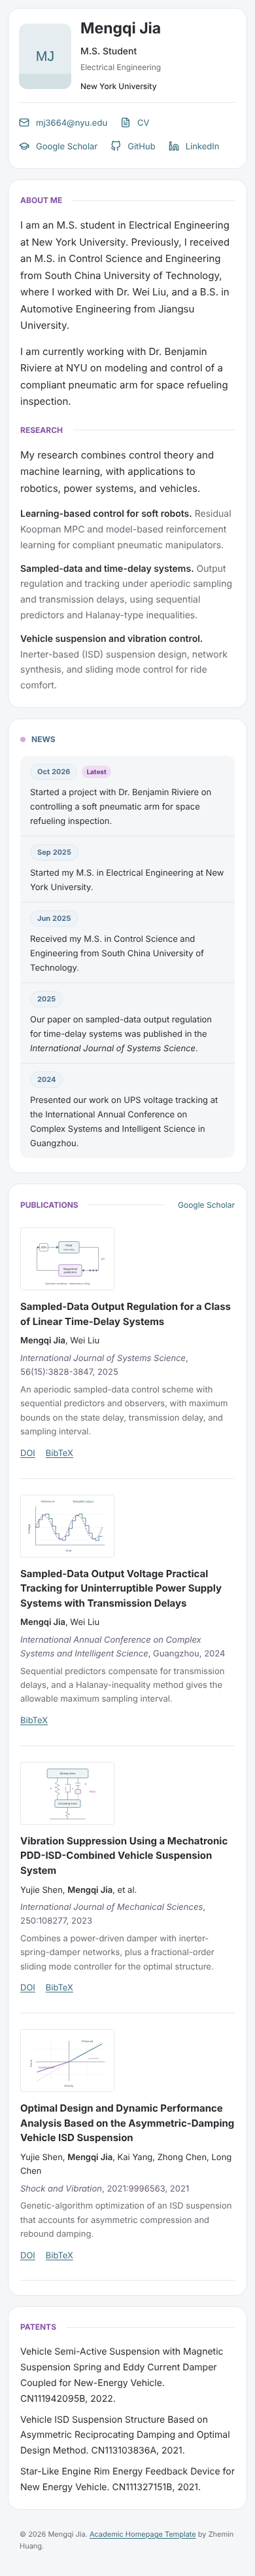 Mengqi Jia
MJ
M.S. Student
Electrical Engineering
New York University
mj3664@nyu.edu
CV
Google Scholar
GitHub
LinkedIn
ABOUT ME
I am an M.S. student in Electrical Engineering
at New York University. Previously, I received
an M.S. in Control Science and Engineering
from South China University of Technology,
where I worked with Dr. Wei Liu, and a B.S. in
Automotive Engineering from Jiangsu
University.
I am currently working with Dr. Benjamin
Riviere at NYU on modeling and control of a
compliant pneumatic arm for space refueling
inspection.
RESEARCH
My research combines control theory and
machine learning, with applications to
robotics, power systems, and vehicles.
Learning-based control for soft robots. Residual
Koopman MPC and model-based reinforcement
learning for compliant pneumatic manipulators.
Sampled-data and time-delay systems. Output
regulation and tracking under aperiodic sampling
and transmission delays, using sequential
predictors and Halanay-type inequalities.
Vehicle suspension and vibration control.
Inerter-based (ISD) suspension design, network
synthesis, and sliding mode control for ride
comfort.
NEWS
Oct 2026 Latest
Started a project with Dr. Benjamin Riviere on
controlling a soft pneumatic arm for space
refueling inspection.
Sep 2025
Started my M.S. in Electrical Engineering at New
York University.
Jun 2025
Received my M.S. in Control Science and
Engineering from South China University of
Technology.
2025
Our paper on sampled-data output regulation
for time-delay systems was published in the
International Journal of Systems Science.
2024
Presented our work on UPS voltage tracking at
the International Annual Conference on
Complex Systems and Intelligent Science in
Guangzhou.
PUBLICATIONS
Google Scholar
Sampled-Data Output Regulation for a Class
of Linear Time-Delay Systems
Mengqi Jia, Wei Liu
International Journal of Systems Science,
56(15):3828-3847, 2025
An aperiodic sampled-data control scheme with
sequential predictors and observers, with maximum
bounds on the state delay, transmission delay, and
sampling interval.
DOI BibTeX
Sampled-Data Output Voltage Practical
Tracking for Uninterruptible Power Supply
Systems with Transmission Delays
Mengqi Jia, Wei Liu
International Annual Conference on Complex
Systems and Intelligent Science, Guangzhou, 2024
Sequential predictors compensate for transmission
delays, and a Halanay-inequality method gives the
allowable maximum sampling interval.
BibTeX
Vibration Suppression Using a Mechatronic
PDD-ISD-Combined Vehicle Suspension
System
Yujie Shen, Mengqi Jia, et al.
International Journal of Mechanical Sciences,
250:108277, 2023
Combines a power-driven damper with inerter-
spring-damper networks, plus a fractional-order
sliding mode controller for the optimal structure.
DOI BibTeX
Optimal Design and Dynamic Performance
Analysis Based on the Asymmetric-Damping
Vehicle ISD Suspension
Yujie Shen, Mengqi Jia, Kai Yang, Zhong Chen, Long
Chen
Shock and Vibration, 2021:9996563, 2021
Genetic-algorithm optimization of an ISD suspension
that accounts for asymmetric compression and
rebound damping.
DOI BibTeX
PATENTS
Vehicle Semi-Active Suspension with Magnetic
Suspension Spring and Eddy Current Damper
Coupled for New-Energy Vehicle.
CN111942095B, 2022.
Vehicle ISD Suspension Structure Based on
Asymmetric Reciprocating Damping and Optimal
Design Method. CN113103836A, 2021.
Star-Like Engine Rim Energy Feedback Device for
New Energy Vehicle. CN111327151B, 2021.
© 2026 Mengqi Jia. Academic Homepage Template by Zhemin
Huang.